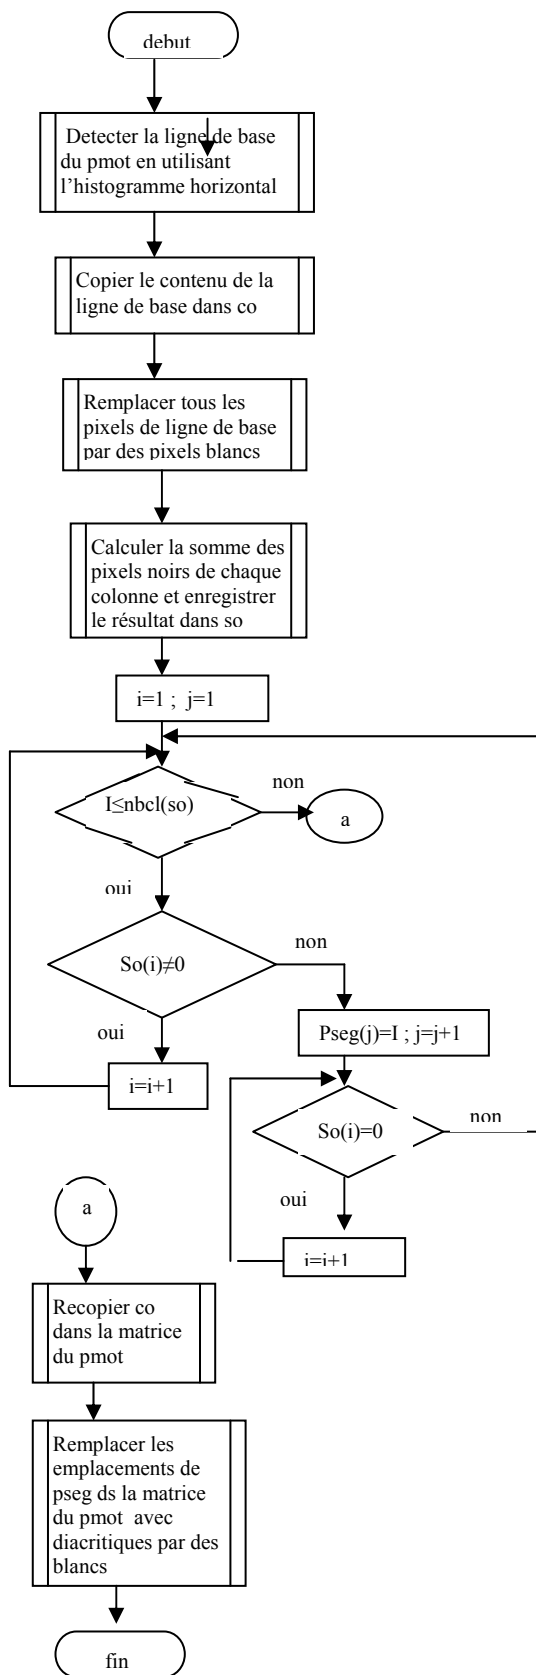 debut
Detecter la ligne de base
du pmot en utilisant
l’histogramme horizontal
Copier le contenu de la
ligne de base dans co
Remplacer tous les
pixels de ligne de base
par des pixels blancs
Calculer la somme des
pixels noirs de chaque
colonne et enregistrer
le résultat dans so
i=1 ; j=1
I≤nbcl(so)
non
a
oui
So(i)≠0
non
oui
Pseg(j)=I ; j=j+1
i=i+1
So(i)=0
non
oui
i=i+1
a
Recopier co
dans la matrice
du pmot
Remplacer les
emplacements de
pseg ds la matrice
du pmot avec
diacritiques par des
blancs
fin